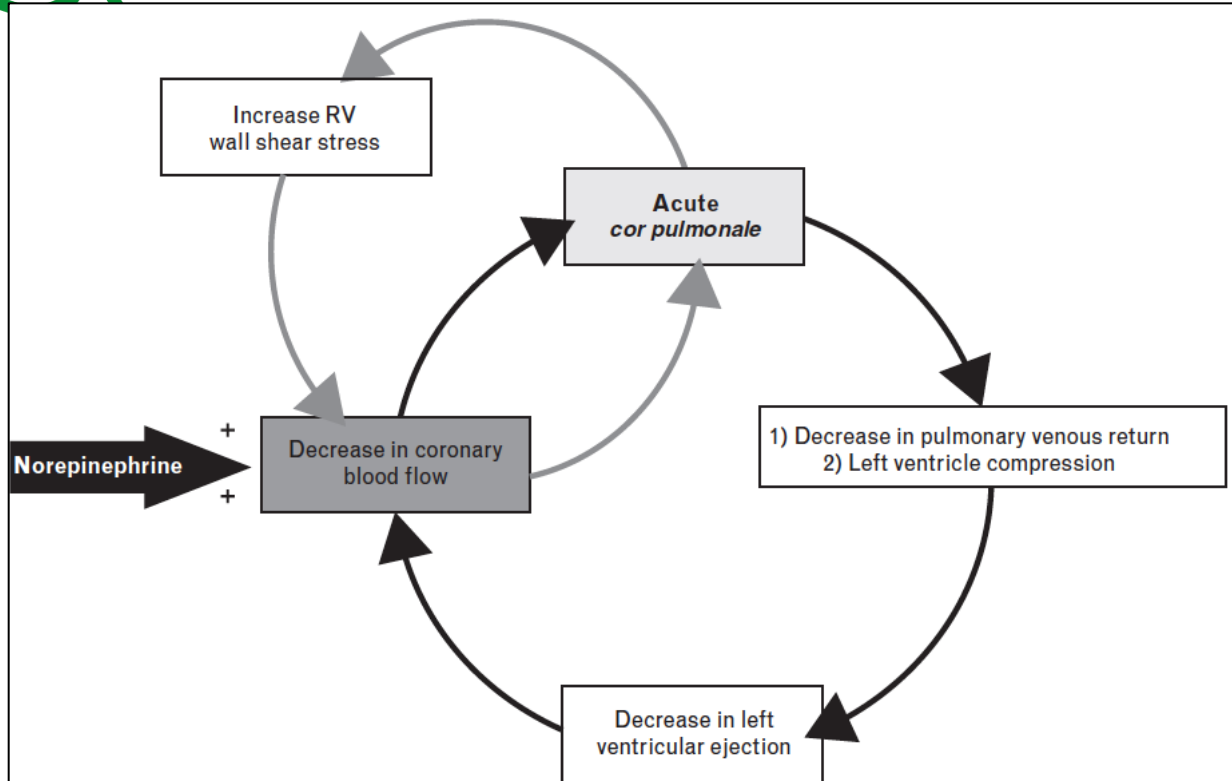 Increase RV
wall shear stress
Acute
cor pulmonale
+
Norepinephrine
+
Decrease in coronary
blood flow
1) Decrease in pulmonary venous return
2) Left ventricle compression
Decrease in left
ventricular ejection